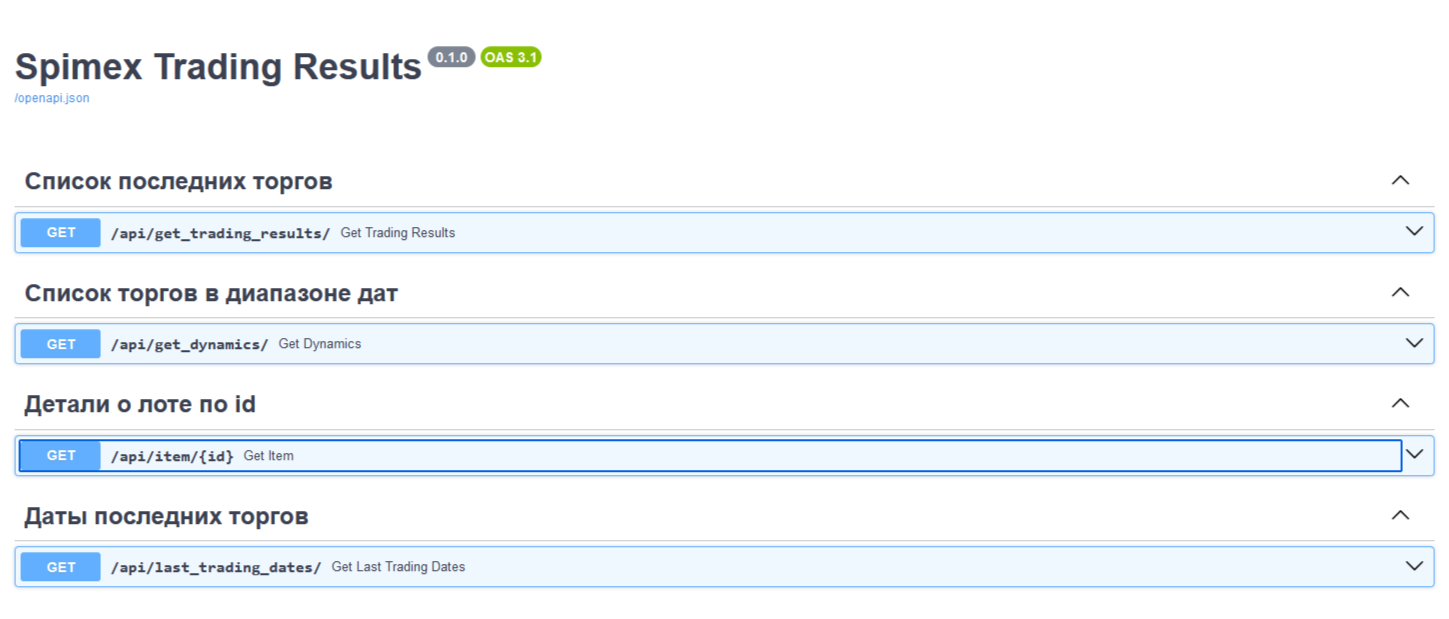 Spimex Trading Results 0.1.0 OAS 3.1
/openapi.json
Список последних торгов
GET /api/get_trading_results/ Get Trading Results
Список торгов в диапазоне дат
GET /api/get_dynamics/ Get Dynamics
Детали о лоте по id
GET /api/item/{id} Get Item
Даты последних торгов
GET /api/last_trading_dates/ Get Last Trading Dates